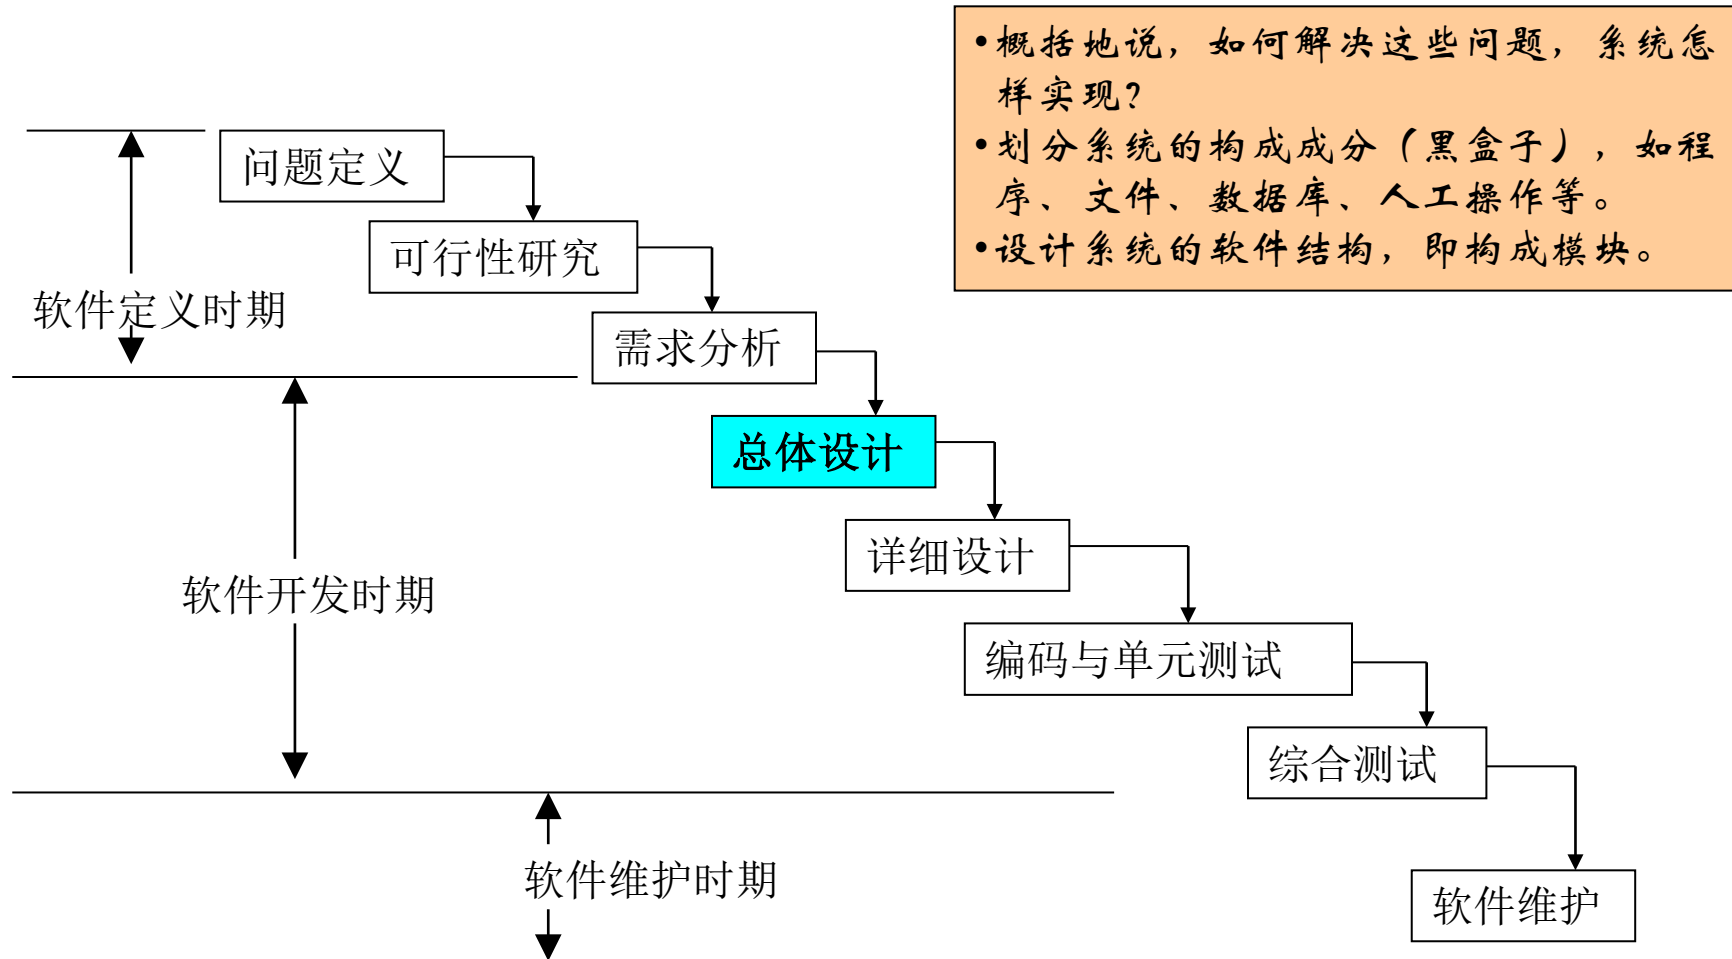 •概括地说，如何解决这些问题，系统怎
样实现？
•划分系统的构成成分（黑盒子），如程
序、文件、数据库、人工操作等。
•设计系统的软件结构，即构成模块。
问题定义
可行性研究
软件定义时期
需求分析
总体设计
详细设计
软件开发时期
编码与单元测试
综合测试
软件维护时期
软件维护